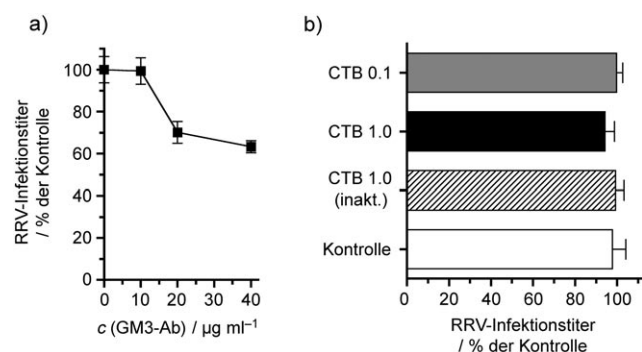 a)
RRV-Infektionstiter
/ % der Kontrolle
100
80
60
40
20
0
0 10 20 30 40
c (GM3-Ab) / µg ml⁻¹
b)
CTB 0.1
CTB 1.0
CTB 1.0
(inakt.)
Kontrolle
0 20 40 60 80 100
RRV-Infektionstiter
/ % der Kontrolle